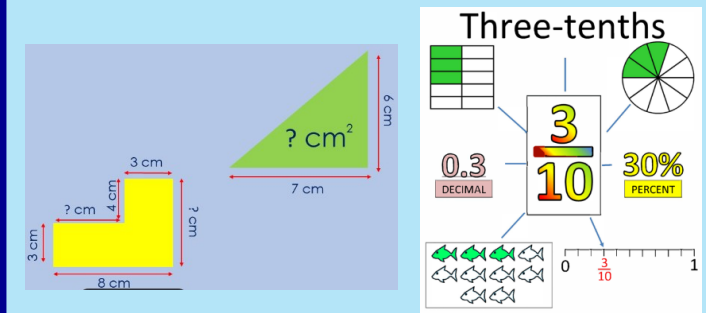 6 cm
? cm²
7 cm
3 cm
4 cm
? cm
? cm
3 cm
8 cm
Three-tenths
3
10
0.3
DECIMAL
30%
PERCENT
0
3
10
1